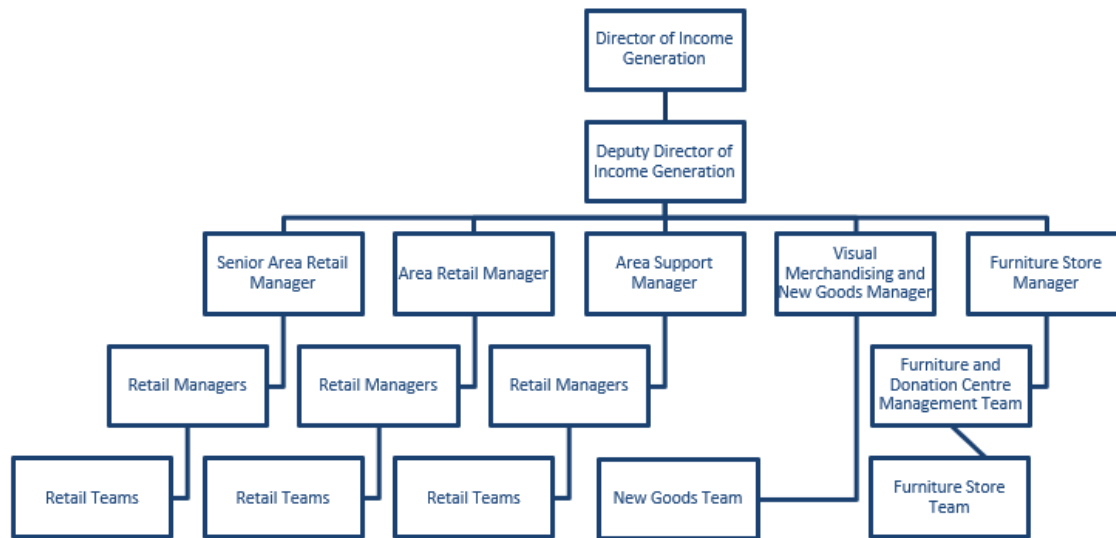 Director of Income
Generation
Deputy Director of
Income Generation
Senior Area Retail
Manager
Area Retail Manager
Area Support
Manager
Visual
Merchandising and
New Goods Manager
Furniture Store
Manager
Retail Managers
Retail Managers
Retail Managers
Furniture and
Donation Centre
Management Team
Retail Teams
Retail Teams
Retail Teams
New Goods Team
Furniture Store
Team